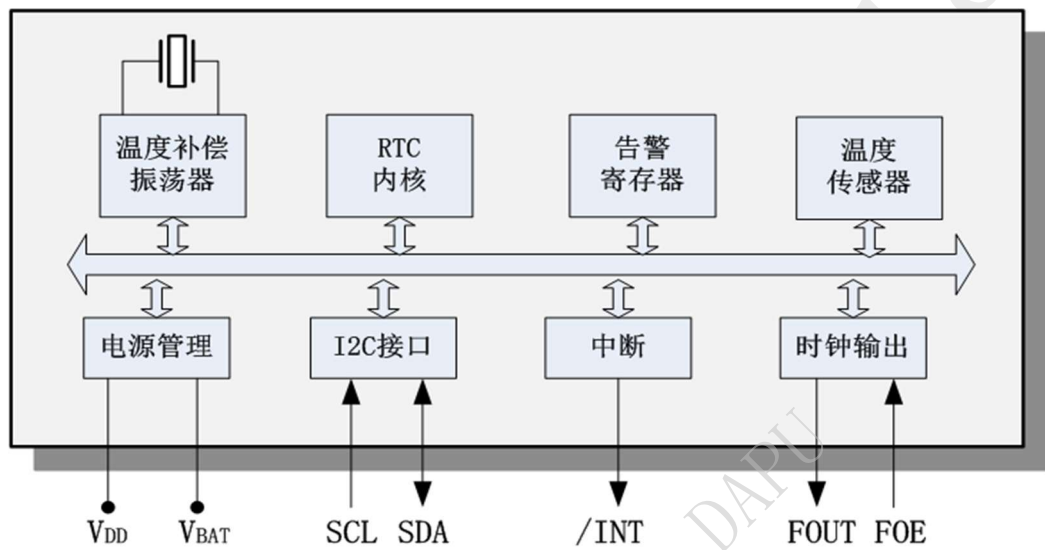 温度补偿
振荡器
RTC
内核
告警
寄存器
温度
传感器
电源管理
I2C接口
中断
时钟输出
VDD
VBAT
SCL
SDA
/INT
FOUT
FOE
DAPU